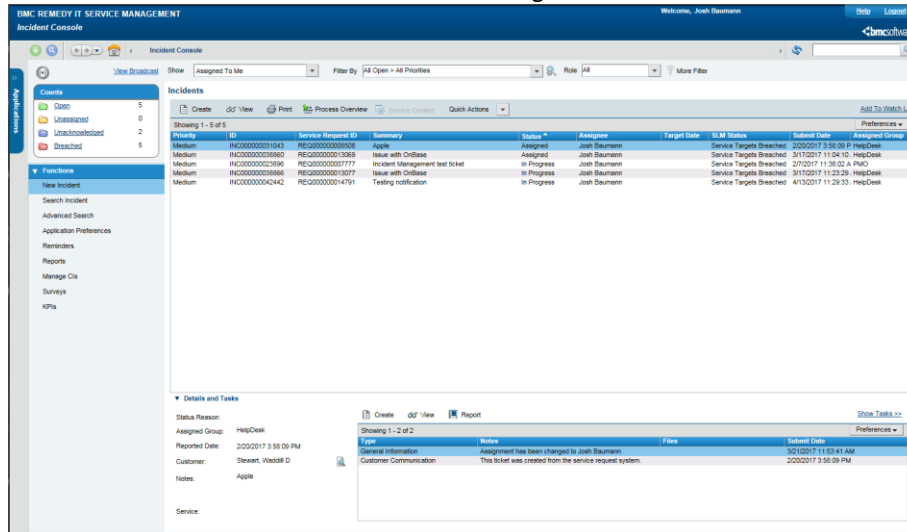 BMC REMEDY IT SERVICE MANAGEMENT Welcome, Josh Baumann Help Logout
Incident Console
bmcsoftwa
Incident Console
View Broadcast Show Assigned To Me Filter By All Open > All Priorities Role All More Filter
Applications
Counts
Open 5
Unassigned 0
Unacknowledged 2
Breached 5
Functions
New Incident
Search Incident
Advanced Search
Application Preferences
Reminders
Reports
Manage CIs
Surveys
KPIs
Incidents
Create View Print Process Overview Service Context Quick Actions Add To Watch L
Showing 1 - 5 of 5 Preferences
Priority ID Service Request ID Summary Status Assignee Target Date SLM Status Submit Date Assigned Group
Medium INC000000031043 REQ000000008508 Apple Assigned Josh Baumann Service Targets Breached 2/20/2017 3:58:09 P HelpDesk
Medium INC000000038860 REQ000000013069 Issue with OnBase Assigned Josh Baumann Service Targets Breached 3/17/2017 11:04:10. HelpDesk
Medium INC000000023896 REQ000000007777 Incident Management test ticket In Progress Josh Baumann Service Targets Breached 2/7/2017 11:38:02 A PMO
Medium INC000000038866 REQ000000013077 Issue with OnBase In Progress Josh Baumann Service Targets Breached 3/17/2017 11:23:29. HelpDesk
Medium INC000000042442 REQ000000014791 Testing notification In Progress Josh Baumann Service Targets Breached 4/13/2017 11:29:33. HelpDesk
Details and Tasks
Status Reason:
Assigned Group: HelpDesk
Reported Date: 2/20/2017 3:58:09 PM
Customer: Stewart, Waddill D
Notes: Apple
Service:
Create View Report Show Tasks >>
Showing 1 - 2 of 2 Preferences
Type Notes Files Submit Date
General Information Assignment has been changed to Josh Baumann 3/21/2017 11:53:41 AM
Customer Communication This ticket was created from the service request system. 2/20/2017 3:58:09 PM